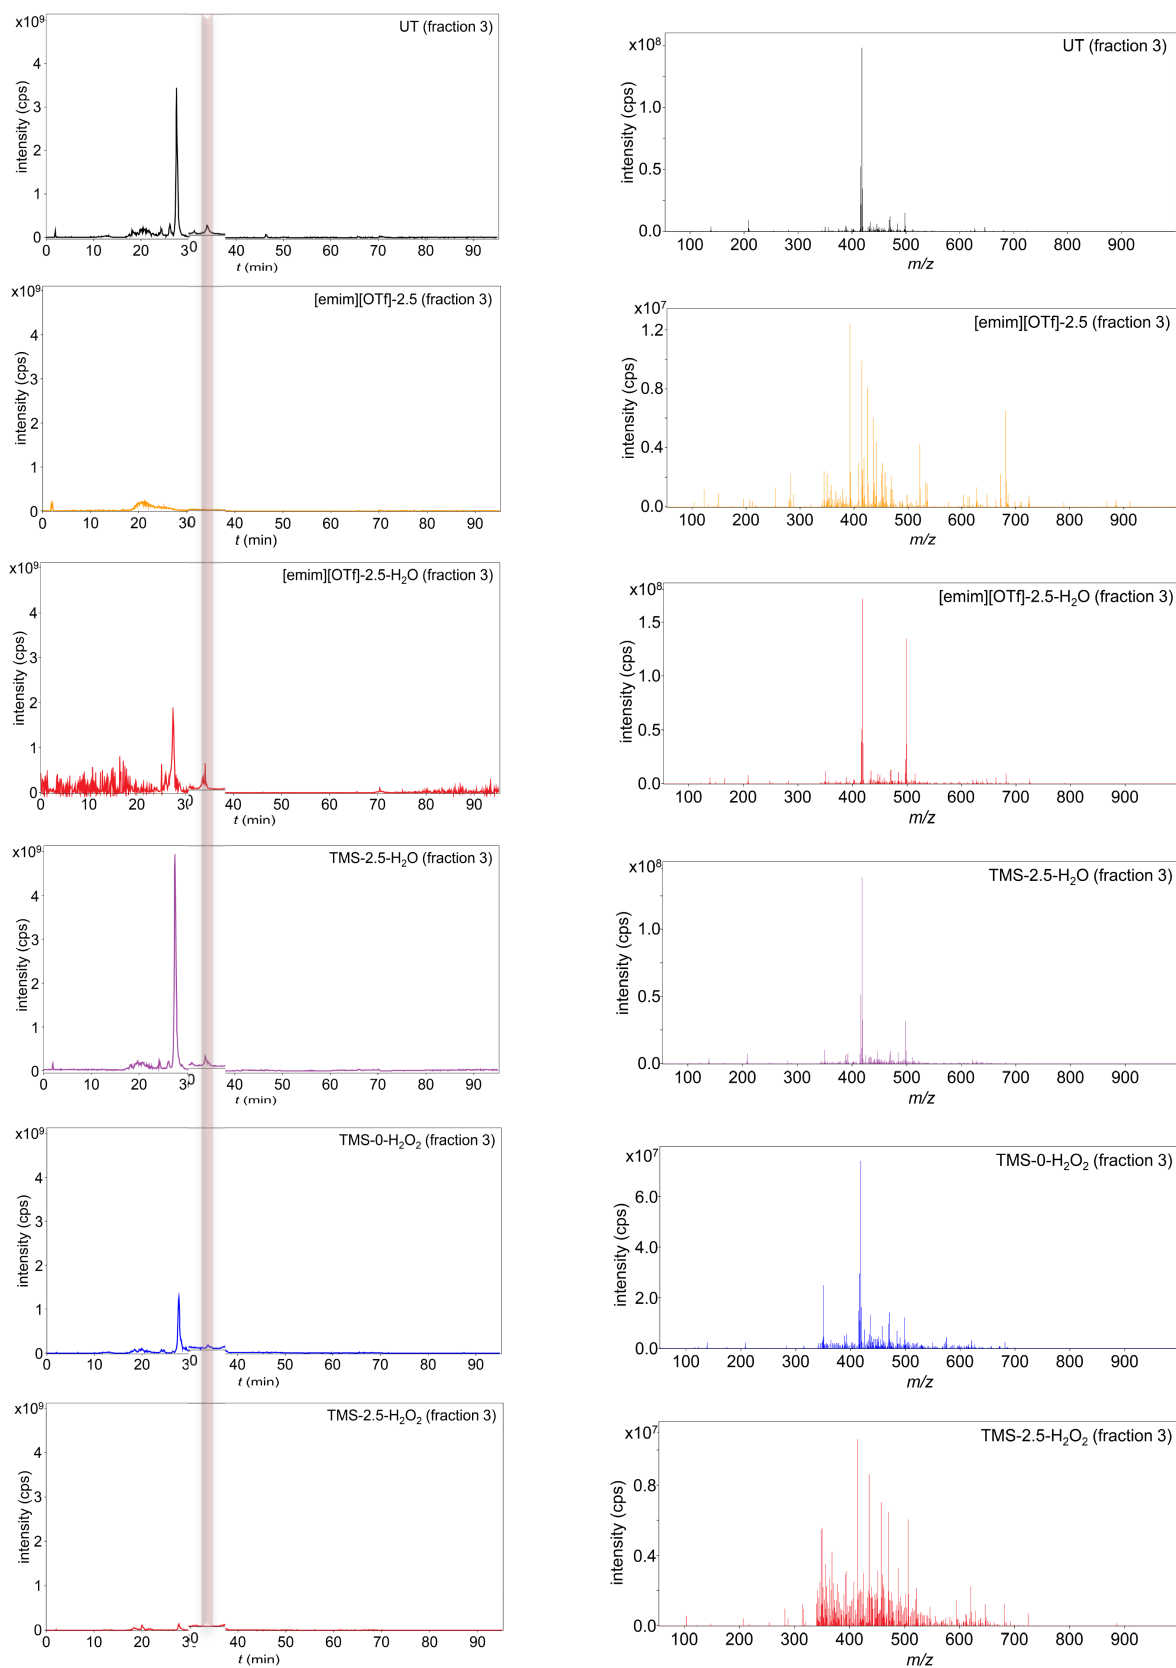 x10⁹
UT (fraction 3)
intensity (cps)
4
3
2
1
0
0 10 20 30 40 50 60 70 80 90
t (min)
x10⁸
UT (fraction 3)
intensity (cps)
1.0
0.5
0.0
100 200 300 400 500 600 700 800 900
m/z
x10⁹
[emim][OTf]-2.5 (fraction 3)
intensity (cps)
4
3
2
1
0
0 10 20 30 40 50 60 70 80 90
t (min)
x10⁷
[emim][OTf]-2.5 (fraction 3)
intensity (cps)
1.2
0.8
0.4
0.0
100 200 300 400 500 600 700 800 900
m/z
x10⁹
[emim][OTf]-2.5-H₂O (fraction 3)
intensity (cps)
4
3
2
1
0
0 10 20 30 40 50 60 70 80 90
t (min)
x10⁸
[emim][OTf]-2.5-H₂O (fraction 3)
intensity (cps)
1.5
1.0
0.5
0.0
100 200 300 400 500 600 700 800 900
m/z
x10⁹
TMS-2.5-H₂O (fraction 3)
intensity (cps)
4
3
2
1
0
0 10 20 30 40 50 60 70 80 90
t (min)
x10⁸
TMS-2.5-H₂O (fraction 3)
intensity (cps)
1.0
0.5
0.0
100 200 300 400 500 600 700 800 900
m/z
x10⁹
TMS-0-H₂O₂ (fraction 3)
intensity (cps)
4
3
2
1
0
0 10 20 30 40 50 60 70 80 90
t (min)
x10⁷
TMS-0-H₂O₂ (fraction 3)
intensity (cps)
6.0
4.0
2.0
0.0
100 200 300 400 500 600 700 800 900
m/z
x10⁹
TMS-2.5-H₂O₂ (fraction 3)
intensity (cps)
4
3
2
1
0
0 10 20 30 40 50 60 70 80 90
t (min)
x10⁷
TMS-2.5-H₂O₂ (fraction 3)
intensity (cps)
0.8
0.4
0.0
100 200 300 400 500 600 700 800 900
m/z